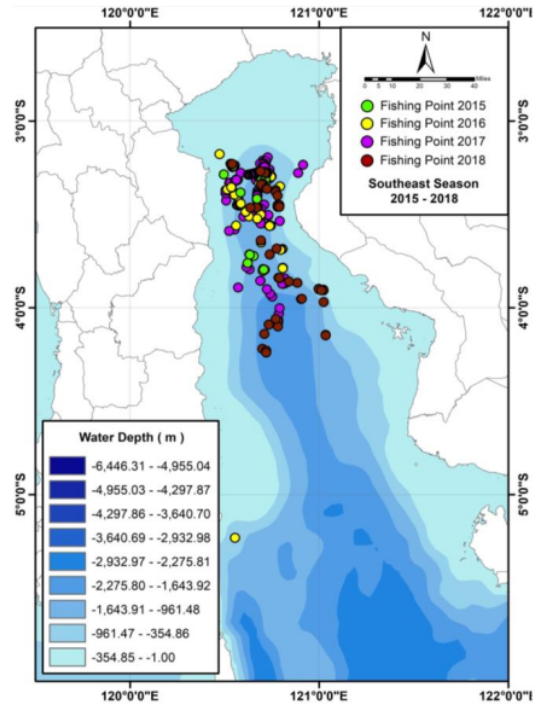 120°0'0"E 121°0'0"E 122°0'0"E
N
0 5 10 20 30 40 Miles
Fishing Point 2015
Fishing Point 2016
Fishing Point 2017
Fishing Point 2018
Southeast Season
2015 - 2018
3°0'0"S 3°0'0"S
4°0'0"S 4°0'0"S
5°0'0"S 5°0'0"S
Water Depth ( m )
-6,446.31 - -4,955.04
-4,955.03 - -4,297.87
-4,297.86 - -3,640.70
-3,640.69 - -2,932.98
-2,932.97 - -2,275.81
-2,275.80 - -1,643.92
-1,643.91 - -961.48
-961.47 - -354.86
-354.85 - -1.00
120°0'0"E 121°0'0"E 122°0'0"E